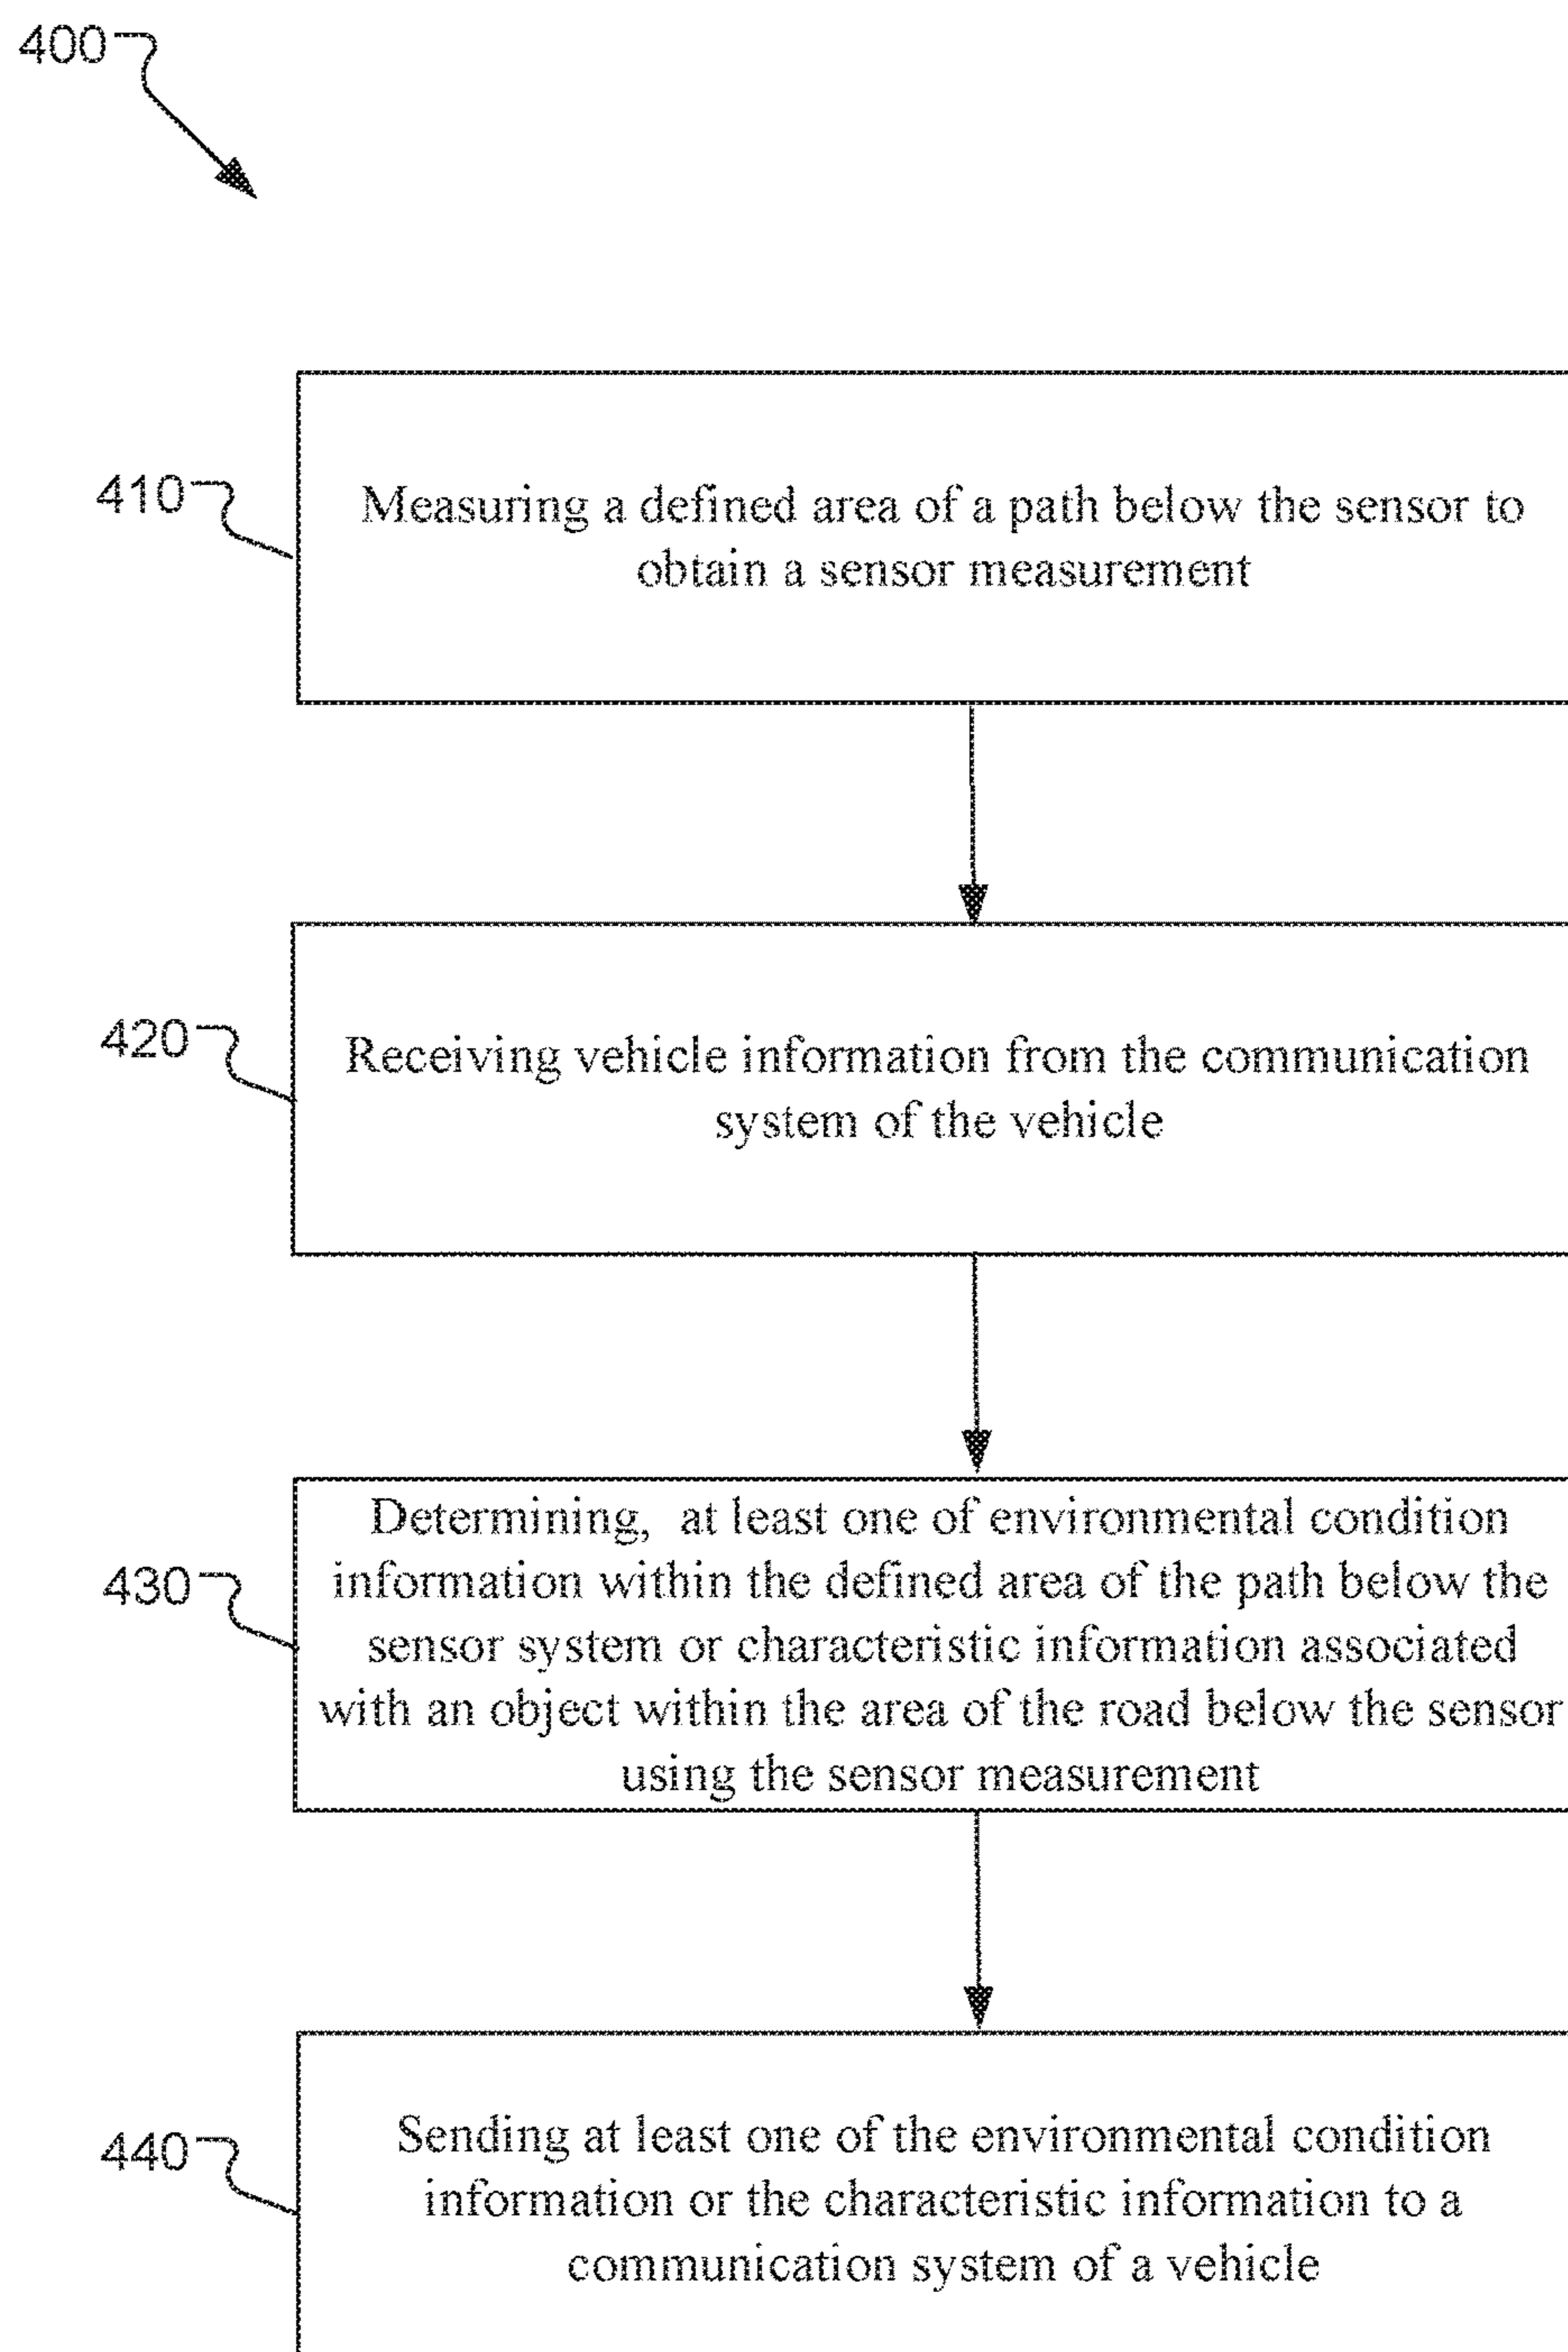 400
410
Measuring a defined area of a path below the sensor to
obtain a sensor measurement
420
Receiving vehicle information from the communication
system of the vehicle
430
Determining,  at least one of environmental condition
information within the defined area of the path below the
sensor system or characteristic information associated
with an object within the area of the road below the sensor
using the sensor measurement
440
Sending at least one of the environmental condition
information or the characteristic information to a
communication system of a vehicle